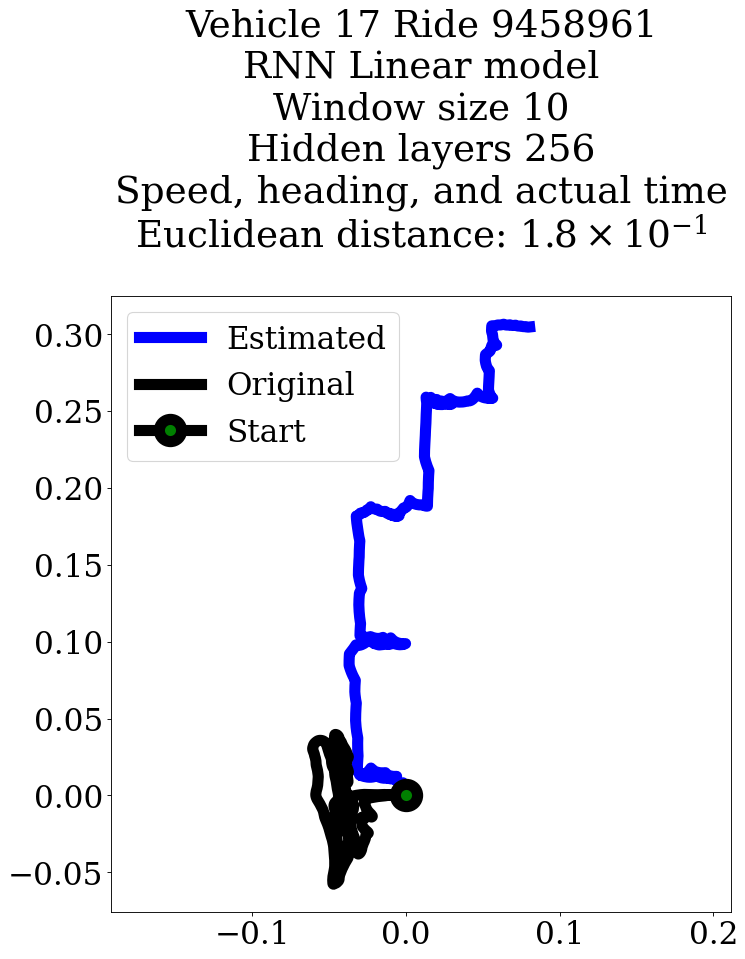 Vehicle 17 Ride 9458961
RNN Linear model
Window size 10
Hidden layers 256
Speed, heading, and actual time
Euclidean distance: 1.8 × 10⁻¹
Estimated
Original
Start
0.30
0.25
0.20
0.15
0.10
0.05
0.00
−0.05
−0.1 0.0 0.1 0.2